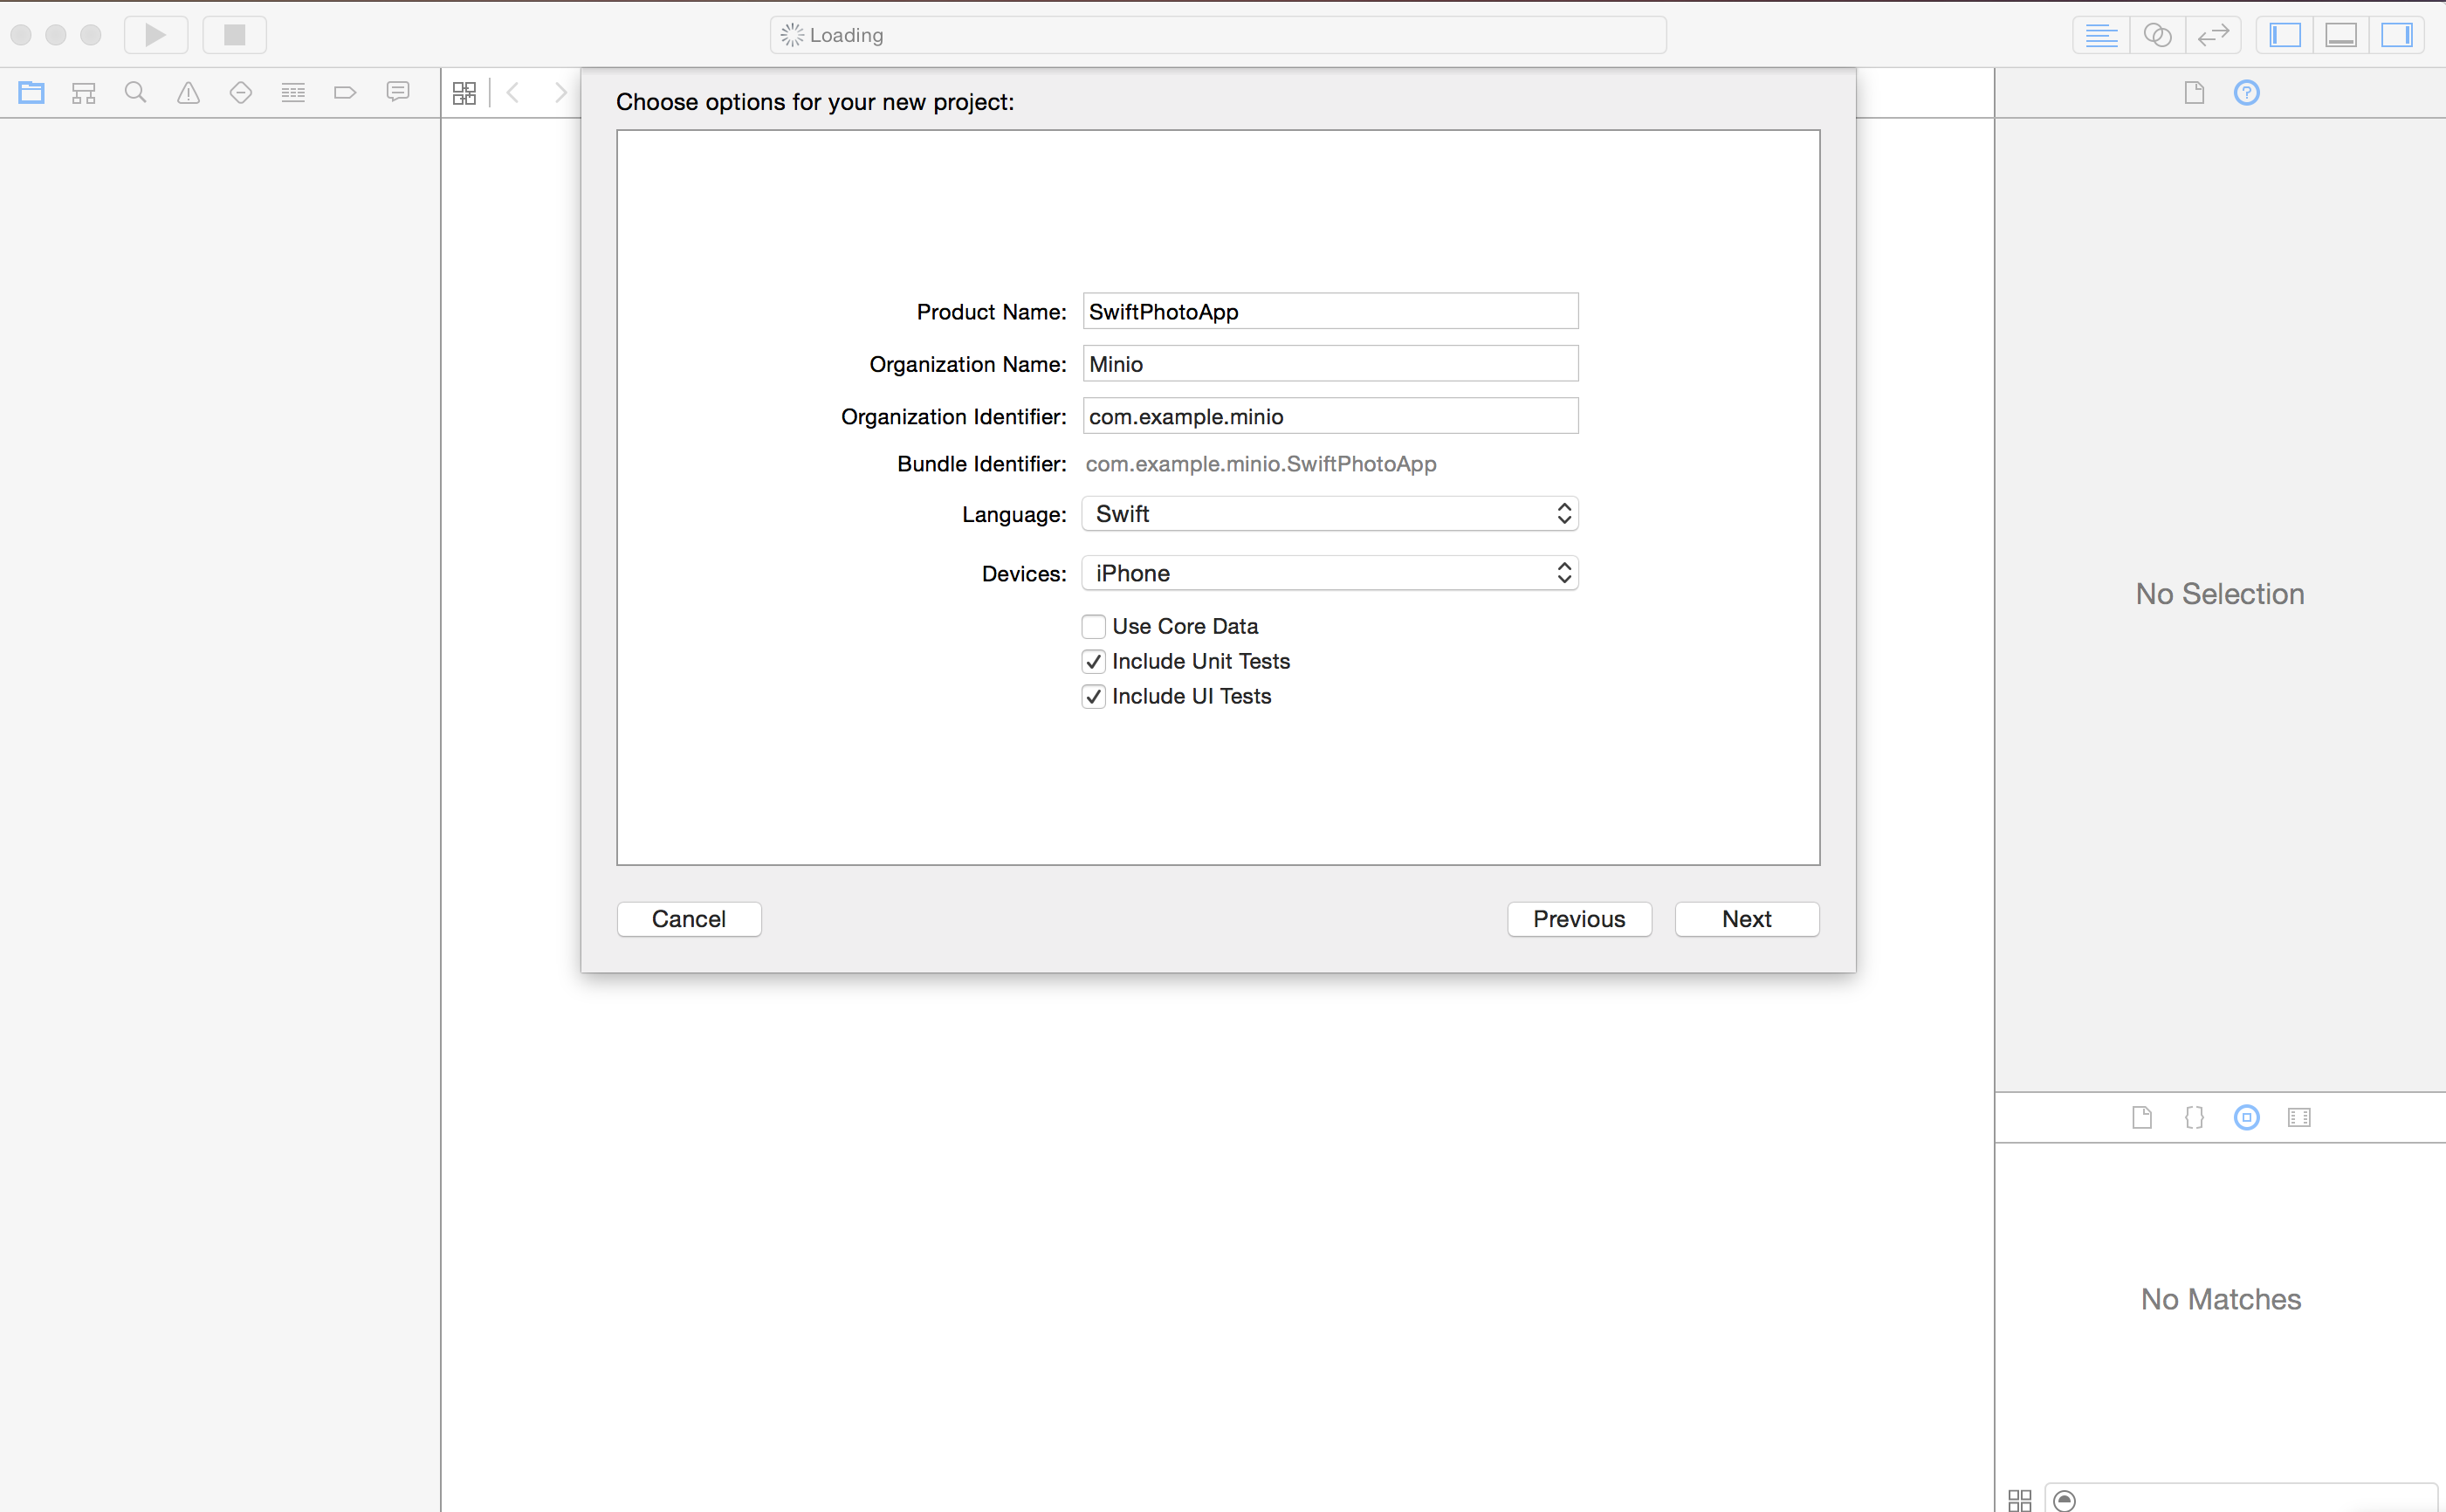 Loading
Choose options for your new project:
Product Name: SwiftPhotoApp
Organization Name: Minio
Organization Identifier: com.example.minio
Bundle Identifier: com.example.minio.SwiftPhotoApp
Language: Swift
Devices: iPhone
Use Core Data
Include Unit Tests
Include UI Tests
Cancel Previous Next
No Selection
No Matches